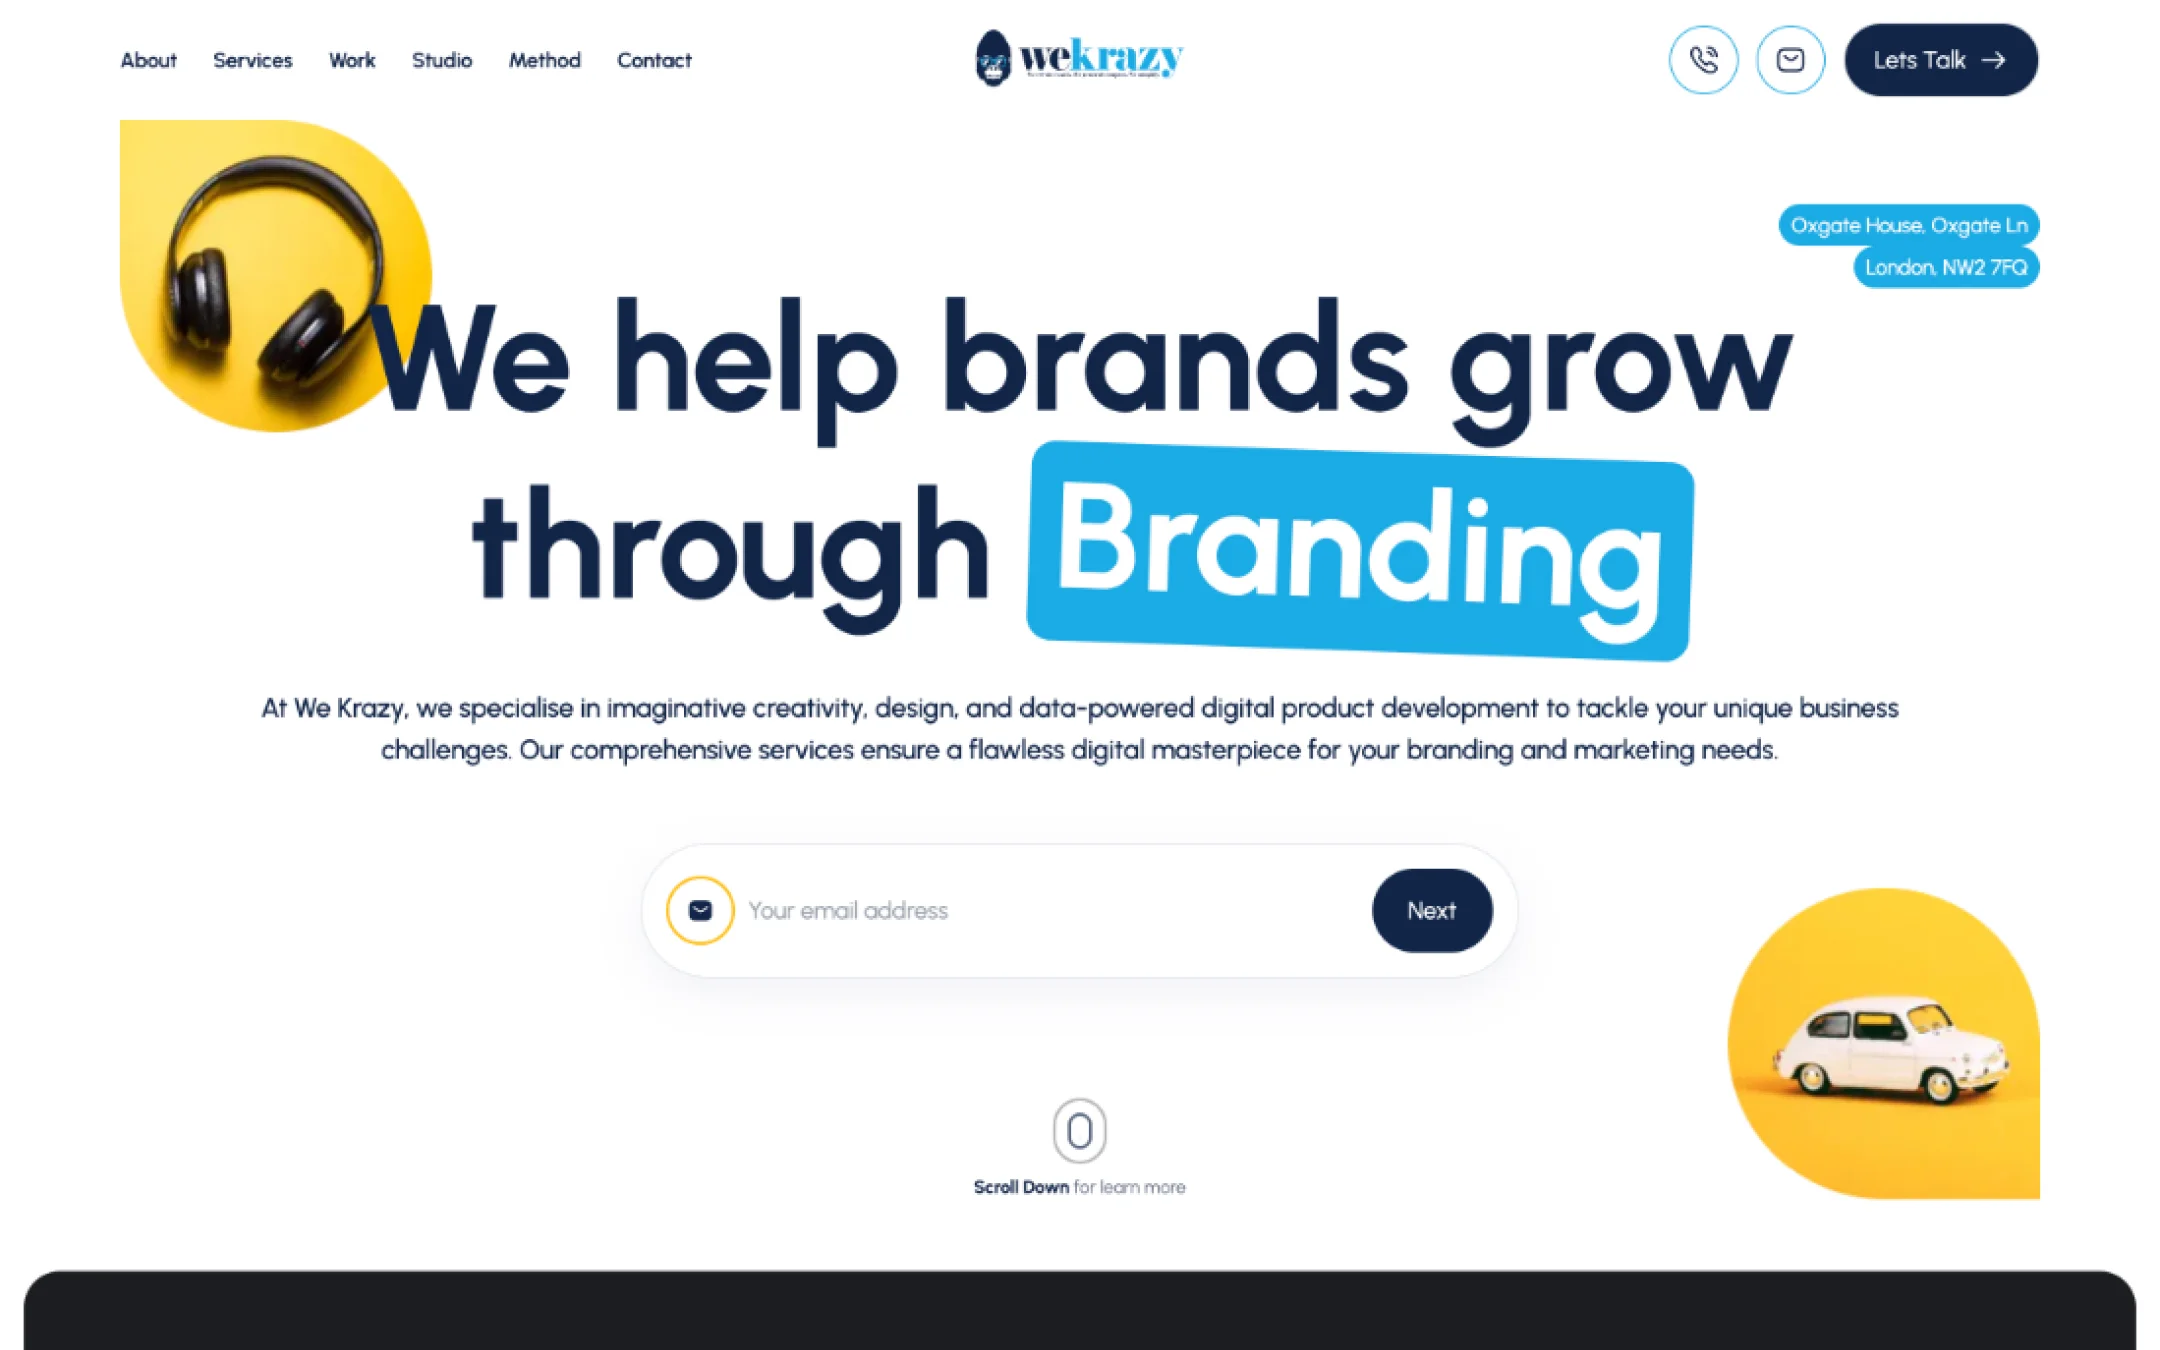 About Services Work Studio Method Contact
wekrazy
Lets Talk
Oxgate House, Oxgate Ln
London, NW2 7FQ
We help brands grow
through Branding
At We Krazy, we specialise in imaginative creativity, design, and data-powered digital product development to tackle your unique business
challenges. Our comprehensive services ensure a flawless digital masterpiece for your branding and marketing needs.
Your email address
Next
Scroll Down for learn more